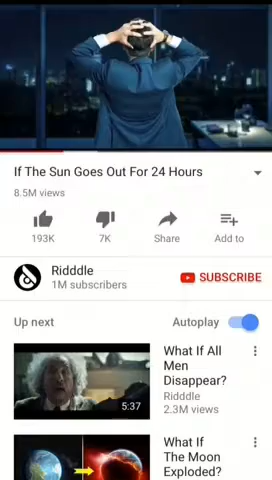 If The Sun Goes Out For 24 Hours
8.5M views
193K
7K
Share
Add to
Ridddle
1M subscribers
SUBSCRIBE
Up next
Autoplay
5:37
What If All
Men
Disappear?
Ridddle
2.3M views
What If
The Moon
Exploded?